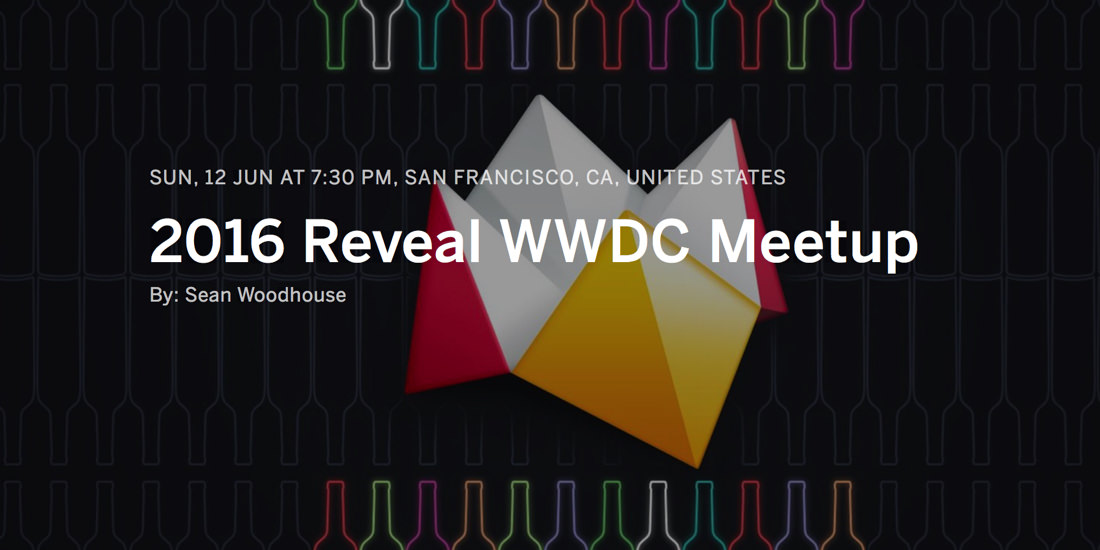 SUN, 12 JUN AT 7:30 PM, SAN FRANCISCO, CA, UNITED STATES
2016 Reveal WWDC Meetup
By: Sean Woodhouse